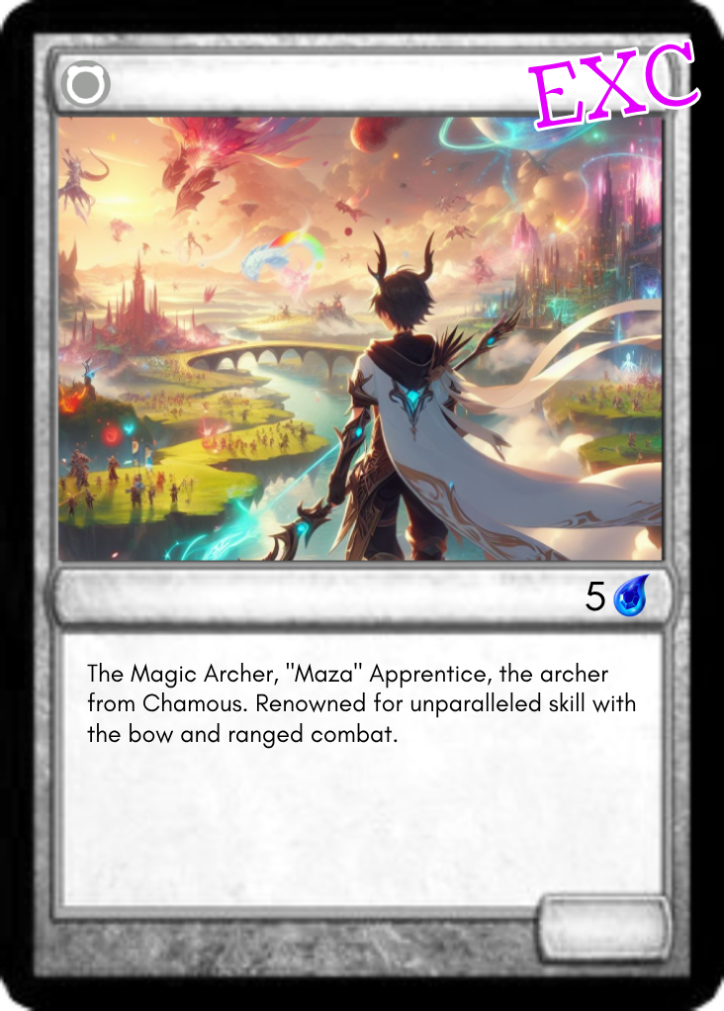 EXC
5
The Magic Archer, "Maza" Apprentice, the archer
from Chamous. Renowned for unparalleled skill with
the bow and ranged combat.